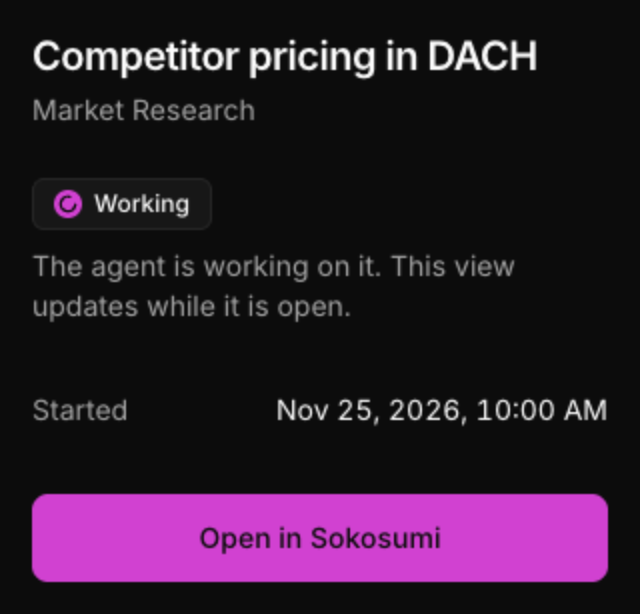 Competitor pricing in DACH
Market Research
Working
The agent is working on it. This view
updates while it is open.
Started Nov 25, 2026, 10:00 AM
Open in Sokosumi